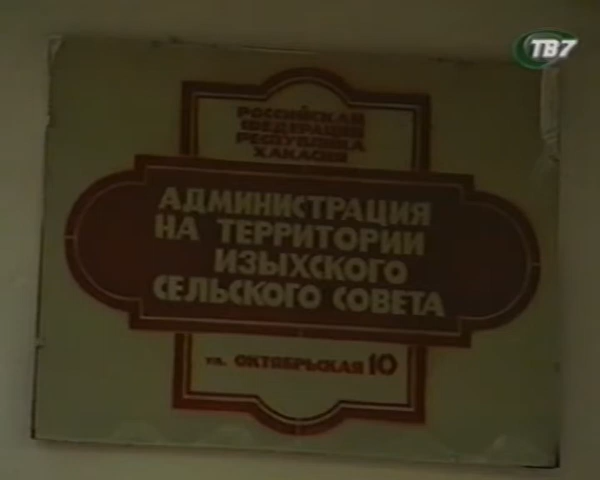 ТВ7
РОССИЙСКАЯ
ФЕДЕРАЦИЯ
РЕСПУБЛИКА
ХАКАСИЯ
АДМИНИСТРАЦИЯ
НА ТЕРРИТОРИИ
ИЗЫХСКОГО
СЕЛЬСКОГО СОВЕТА
ул. ОКТЯБРЬСКАЯ 10